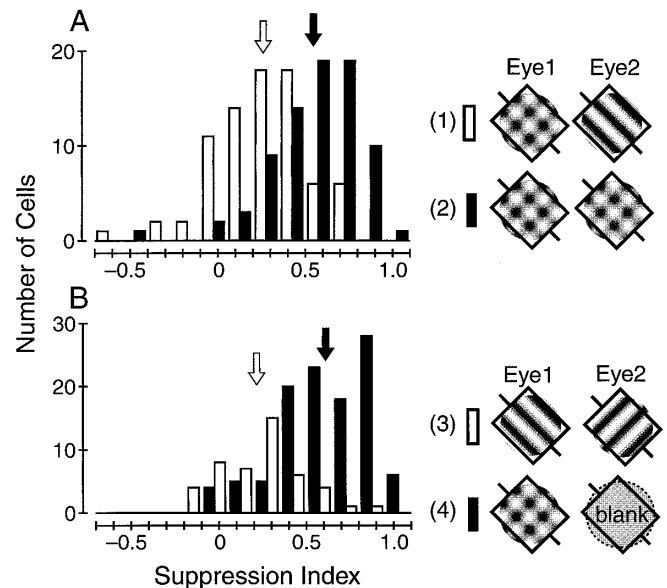 A
20
10
0
−0.5 0 0.5 1.0
Eye1 Eye2
(1)
(2)
Number of Cells
B
30
20
10
0
−0.5 0 0.5 1.0
Suppression Index
Eye1 Eye2
(3)
(4) blank